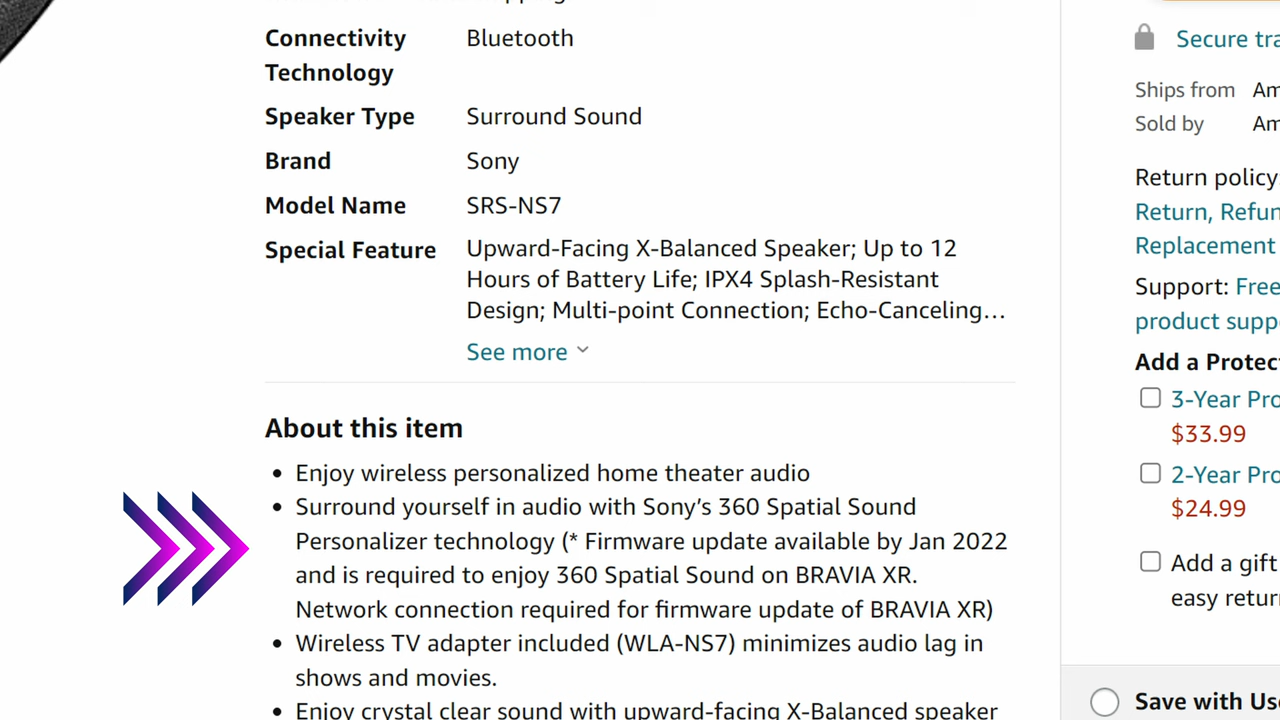 Connectivity Technology
Bluetooth
Speaker Type
Surround Sound
Brand
Sony
Model Name
SRS-NS7
Special Feature
Upward-Facing X-Balanced Speaker; Up to 12
Hours of Battery Life; IPX4 Splash-Resistant
Design; Multi-point Connection; Echo-Canceling…
See more
About this item
• Enjoy wireless personalized home theater audio
• Surround yourself in audio with Sony’s 360 Spatial Sound
Personalizer technology (* Firmware update available by Jan 2022
and is required to enjoy 360 Spatial Sound on BRAVIA XR.
Network connection required for firmware update of BRAVIA XR)
• Wireless TV adapter included (WLA-NS7) minimizes audio lag in
shows and movies.
• Enjoy crystal clear sound with upward-facing X-Balanced speaker
Secure tra
Ships from Am
Sold by Am
Return policy:
Return, Refun
Replacement
Support: Free
product supp
Add a Protec
3-Year Pro
$33.99
2-Year Pro
$24.99
Add a gift
easy retur
Save with Us